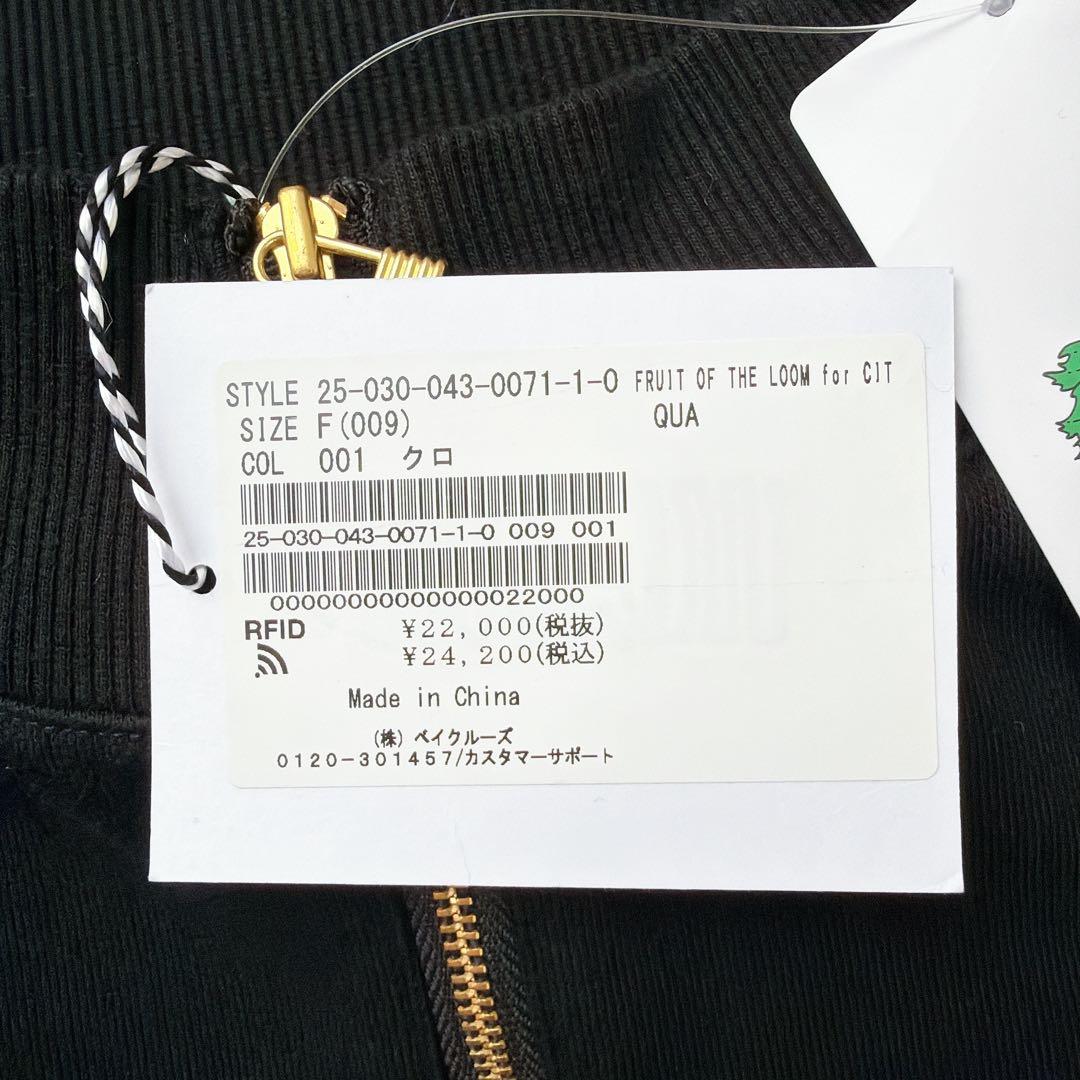 STYLE 25-030-043-0071-1-0 FRUIT OF THE LOOM for CIT
SIZE F(009) QUA
COL 001 クロ
25-030-043-0071-1-0 009 001
00000000000000022000
RFID ¥22,000(税抜)
¥24,200(税込)
Made in China
(株) ベイクルーズ
0120-301457/カスタマーサポート